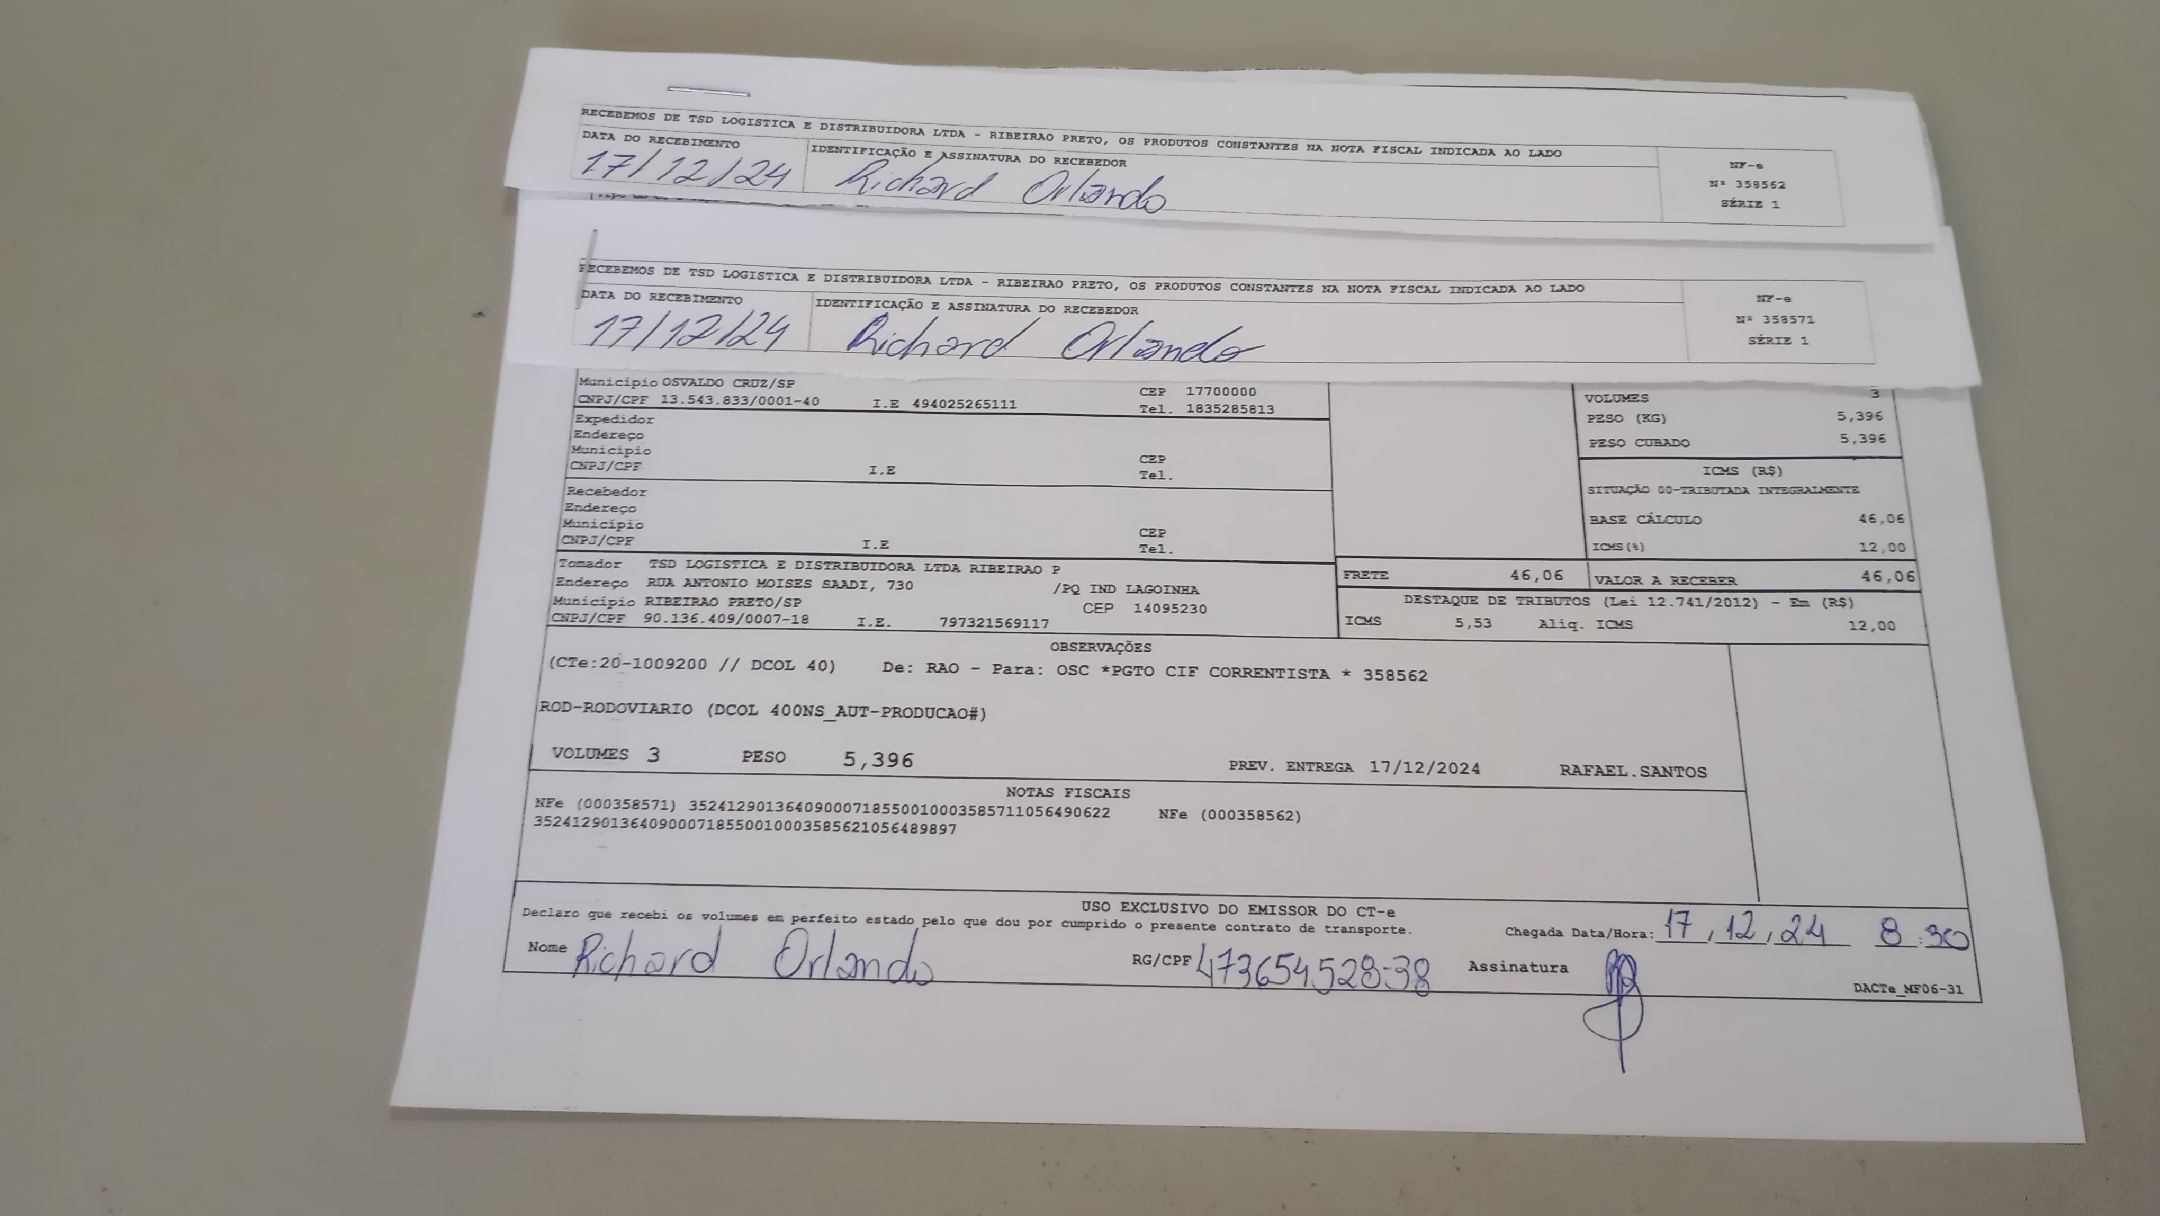 RECEBEMOS DE TSD LOGISTICA E DISTRIBUIDORA LTDA - RIBEIRAO PRETO, OS PRODUTOS CONSTANTES NA NOTA FISCAL INDICADA AO LADO
DATA DO RECEBIMENTO IDENTIFICAÇÃO E ASSINATURA DO RECEBEDOR
17/12/24 Richard Orlando
NF-e
Nº 358562
SÉRIE 1
RECEBEMOS DE TSD LOGISTICA E DISTRIBUIDORA LTDA - RIBEIRAO PRETO, OS PRODUTOS CONSTANTES NA NOTA FISCAL INDICADA AO LADO
DATA DO RECEBIMENTO IDENTIFICAÇÃO E ASSINATURA DO RECEBEDOR
17/12/24 Richard Orlando
NF-e
Nº 358571
SÉRIE 1
Município OSVALDO CRUZ/SP CEP 17700000
CNPJ/CPF 13.543.833/0001-40 I.E 494025265111 Tel. 1835285813
Expedidor
Endereço
Município CEP
CNPJ/CPF I.E Tel.
Recebedor
Endereço
Município CEP
CNPJ/CPF I.E Tel.
VOLUMES 3
PESO (KG) 5,396
PESO CUBADO 5,396
ICMS (R$)
SITUAÇÃO 00-TRIBUTADA INTEGRALMENTE
BASE CÁLCULO 46,06
ICMS(%) 12,00
Tomador TSD LOGISTICA E DISTRIBUIDORA LTDA RIBEIRAO P
Endereço RUA ANTONIO MOISES SAADI, 730 /PQ IND LAGOINHA
Município RIBEIRAO PRETO/SP CEP 14095230
CNPJ/CPF 90.136.409/0007-18 I.E. 797321569117
FRETE 46,06 VALOR A RECEBER 46,06
DESTAQUE DE TRIBUTOS (Lei 12.741/2012) - Em (R$)
ICMS 5,53 Aliq. ICMS 12,00
OBSERVAÇÕES
(CTe:20-1009200 // DCOL 40) De: RAO - Para: OSC *PGTO CIF CORRENTISTA * 358562
ROD-RODOVIARIO (DCOL 400NS_AUT-PRODUCAO#)
VOLUMES 3 PESO 5,396 PREV. ENTREGA 17/12/2024 RAFAEL.SANTOS
NOTAS FISCAIS
NFe (000358571) 35241290136409000718550010003585711056490622 NFe (000358562)
35241290136409000718550010003585621056489897
USO EXCLUSIVO DO EMISSOR DO CT-e
Declaro que recebi os volumes em perfeito estado pelo que dou por cumprido o presente contrato de transporte. Chegada Data/Hora: 17,12,24 8:30
Nome Richard Orlando RG/CPF 473654528-38 Assinatura
DACTe_MF06-31